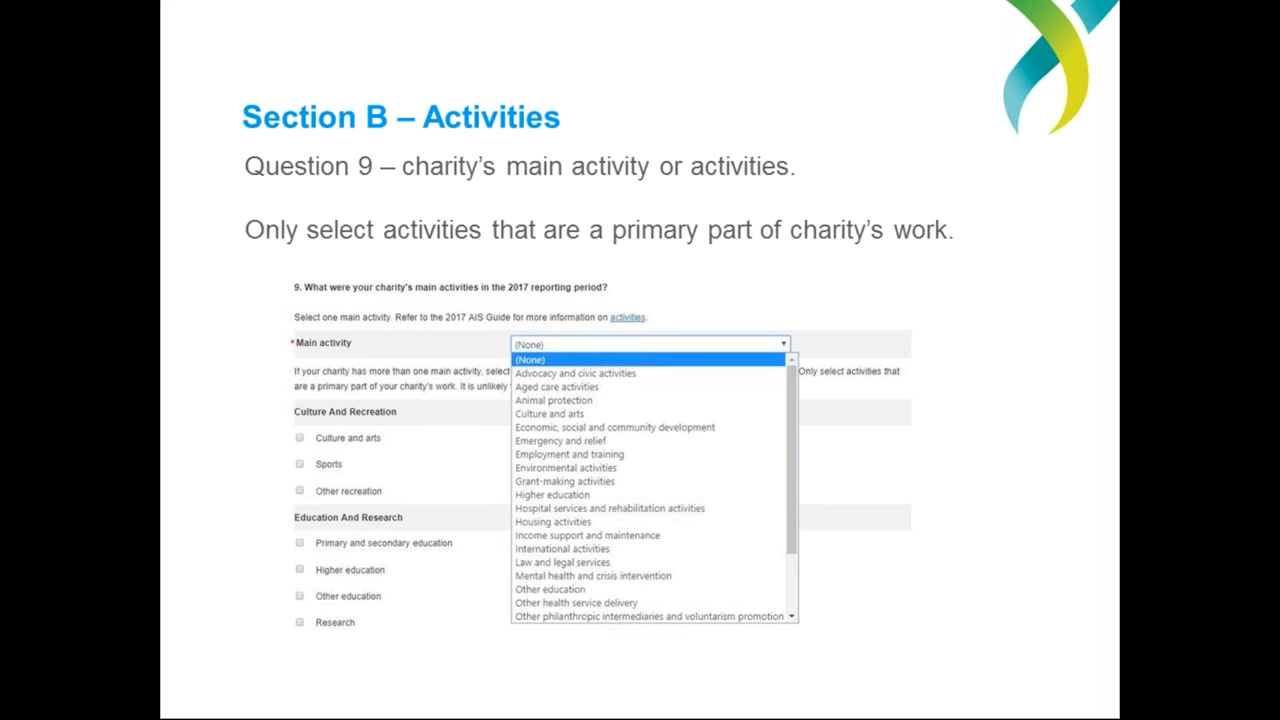 Section B – Activities
Question 9 – charity's main activity or activities.
Only select activities that are a primary part of charity's work.
9. What were your charity's main activities in the 2017 reporting period?
Select one main activity. Refer to the 2017 AIS Guide for more information on activities.
*Main activity
(None)
(None)
Advocacy and civic activities
Aged care activities
Animal protection
Culture and arts
Economic, social and community development
Emergency and relief
Employment and training
Environmental activities
Grant-making activities
Higher education
Hospital services and rehabilitation activities
Housing activities
Income support and maintenance
International activities
Law and legal services
Mental health and crisis intervention
Other education
Other health service delivery
Other philanthropic intermediaries and voluntarism promotion
If your charity has more than one main activity, select Only select activities that
are a primary part of your charity's work. It is unlikely
Culture And Recreation
Culture and arts
Sports
Other recreation
Education And Research
Primary and secondary education
Higher education
Other education
Research